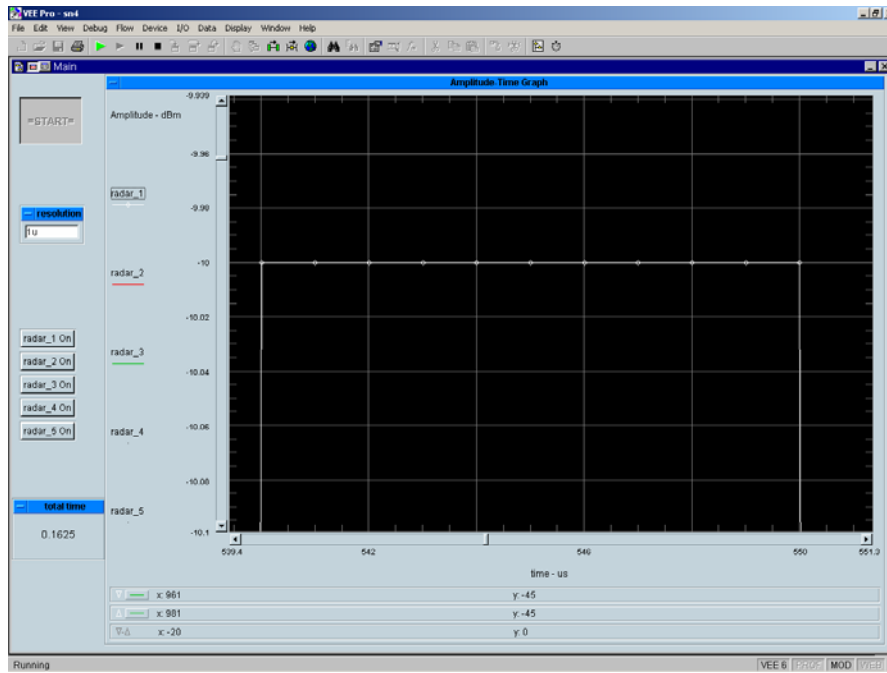 VEE Pro - sn4
File Edit View Debug Flow Device I/O Data Display Window Help
Main
Amplitude-Time Graph
=START=
Amplitude - dBm
-9.939
-9.96
radar_1
resolution
1u
-9.98
-10
radar_2
-10.02
radar_1 On
radar_3
radar_2 On
-10.04
radar_3 On
radar_4 On
-10.06
radar_5 On
radar_4
-10.08
total time
radar_5
0.1625
-10.1
539.4 542 546 550 551.3
time - us
x: 961 y: -45
x: 981 y: -45
∇-Δ x: -20 y: 0
Running VEE 6 PROF MOD WEB